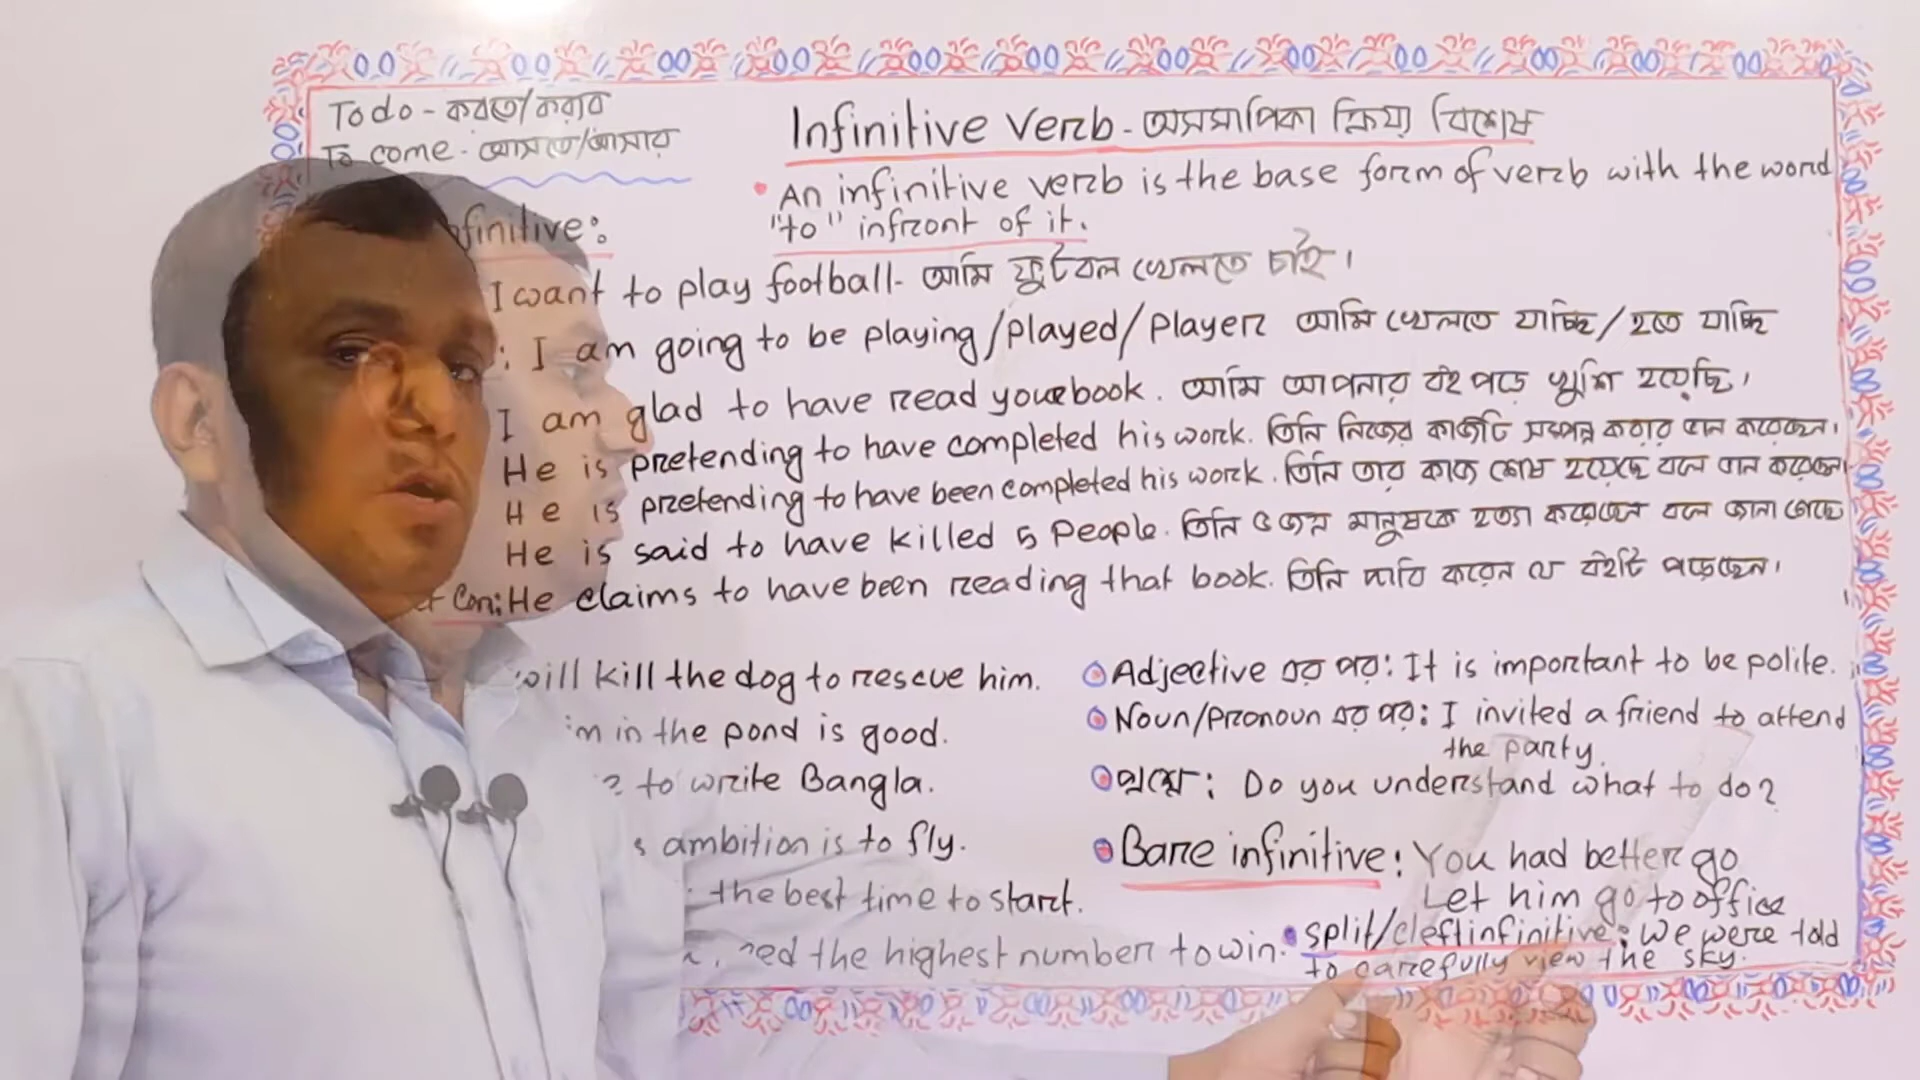 To do - করতে/করার
To come - আসতে/আসার
Infinitive Verb - অসমাপিকা ক্রিয়া বিশেষ
An infinitive verb is the base form of verb with the word
"to" infront of it.
finitive:
I want to play football - আমি ফুটবল খেলতে চাই।
: I am going to be playing/played/player আমি খেলতে যাচ্ছি/হতে যাচ্ছি
I am glad to have read your book. আমি আপনার বই পড়ে খুশি হয়েছি।
He is pretending to have completed his work. তিনি নিজের কাজটি সম্পন্ন করার ভান করেছেন।
He is pretending to have been completed his work. তিনি তার কাজ শেষ হয়েছে বলে ভান করেছেন
He is said to have killed 5 people. তিনি ৫ জন মানুষকে হত্যা করেছেন বলে জানা গেছে
Con: He claims to have been reading that book. তিনি দাবি করেন যে বইটি পড়েছেন।
will kill the dog to rescue him.
in the pond is good.
to write Bangla.
ambition is to fly.
the best time to start.
the highest number to win.
Adjective এর পর: It is important to be polite.
Noun/Pronoun এর পর: I invited a friend to attend
the party.
প্রশ্নে: Do you understand what to do?
Bare infinitive: You had better go
Let him go to office
split/cleft infinitive: We were told
to carefully view the sky.